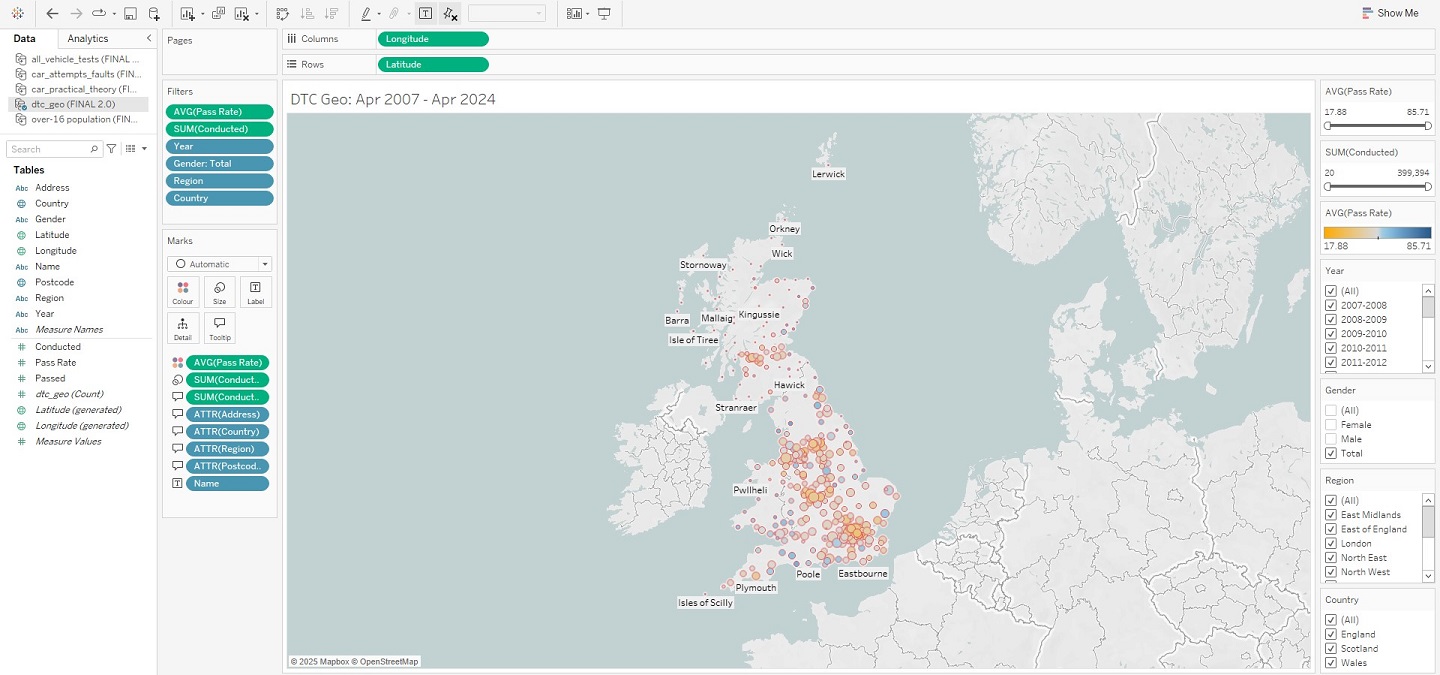 Show Me
Data
Analytics
all_vehicle_tests (FINAL ...
car_attempts_faults (FIN...
car_practical_theory (FI...
dtc_geo (FINAL 2.0)
over-16 population (FIN...
Search
Tables
Abc Address
Country
Abc Gender
Latitude
Longitude
Abc Name
Postcode
Abc Region
Abc Year
Abc Measure Names
Conducted
Pass Rate
Passed
dtc_geo (Count)
Latitude (generated)
Longitude (generated)
Measure Values
Pages
Filters
AVG(Pass Rate)
SUM(Conducted)
Year
Gender: Total
Region
Country
Marks
Automatic
Colour
Size
Label
Detail
Tooltip
AVG(Pass Rate)
SUM(Conduct..
SUM(Conduct..
ATTR(Address)
ATTR(Country)
ATTR(Region)
ATTR(Postcod..
Name
Columns
Longitude
Rows
Latitude
DTC Geo: Apr 2007 - Apr 2024
Lerwick
Orkney
Wick
Stornoway
Barra
Mallaig
Kingussie
Isle of Tiree
Hawick
Stranraer
Pwllheli
Poole
Eastbourne
Plymouth
Isles of Scilly
© 2025 Mapbox © OpenStreetMap
AVG(Pass Rate)
17.88 85.71
SUM(Conducted)
20 399,394
AVG(Pass Rate)
17.88 85.71
Year
(All)
2007-2008
2008-2009
2009-2010
2010-2011
2011-2012
Gender
(All)
Female
Male
Total
Region
(All)
East Midlands
East of England
London
North East
North West
Country
(All)
England
Scotland
Wales